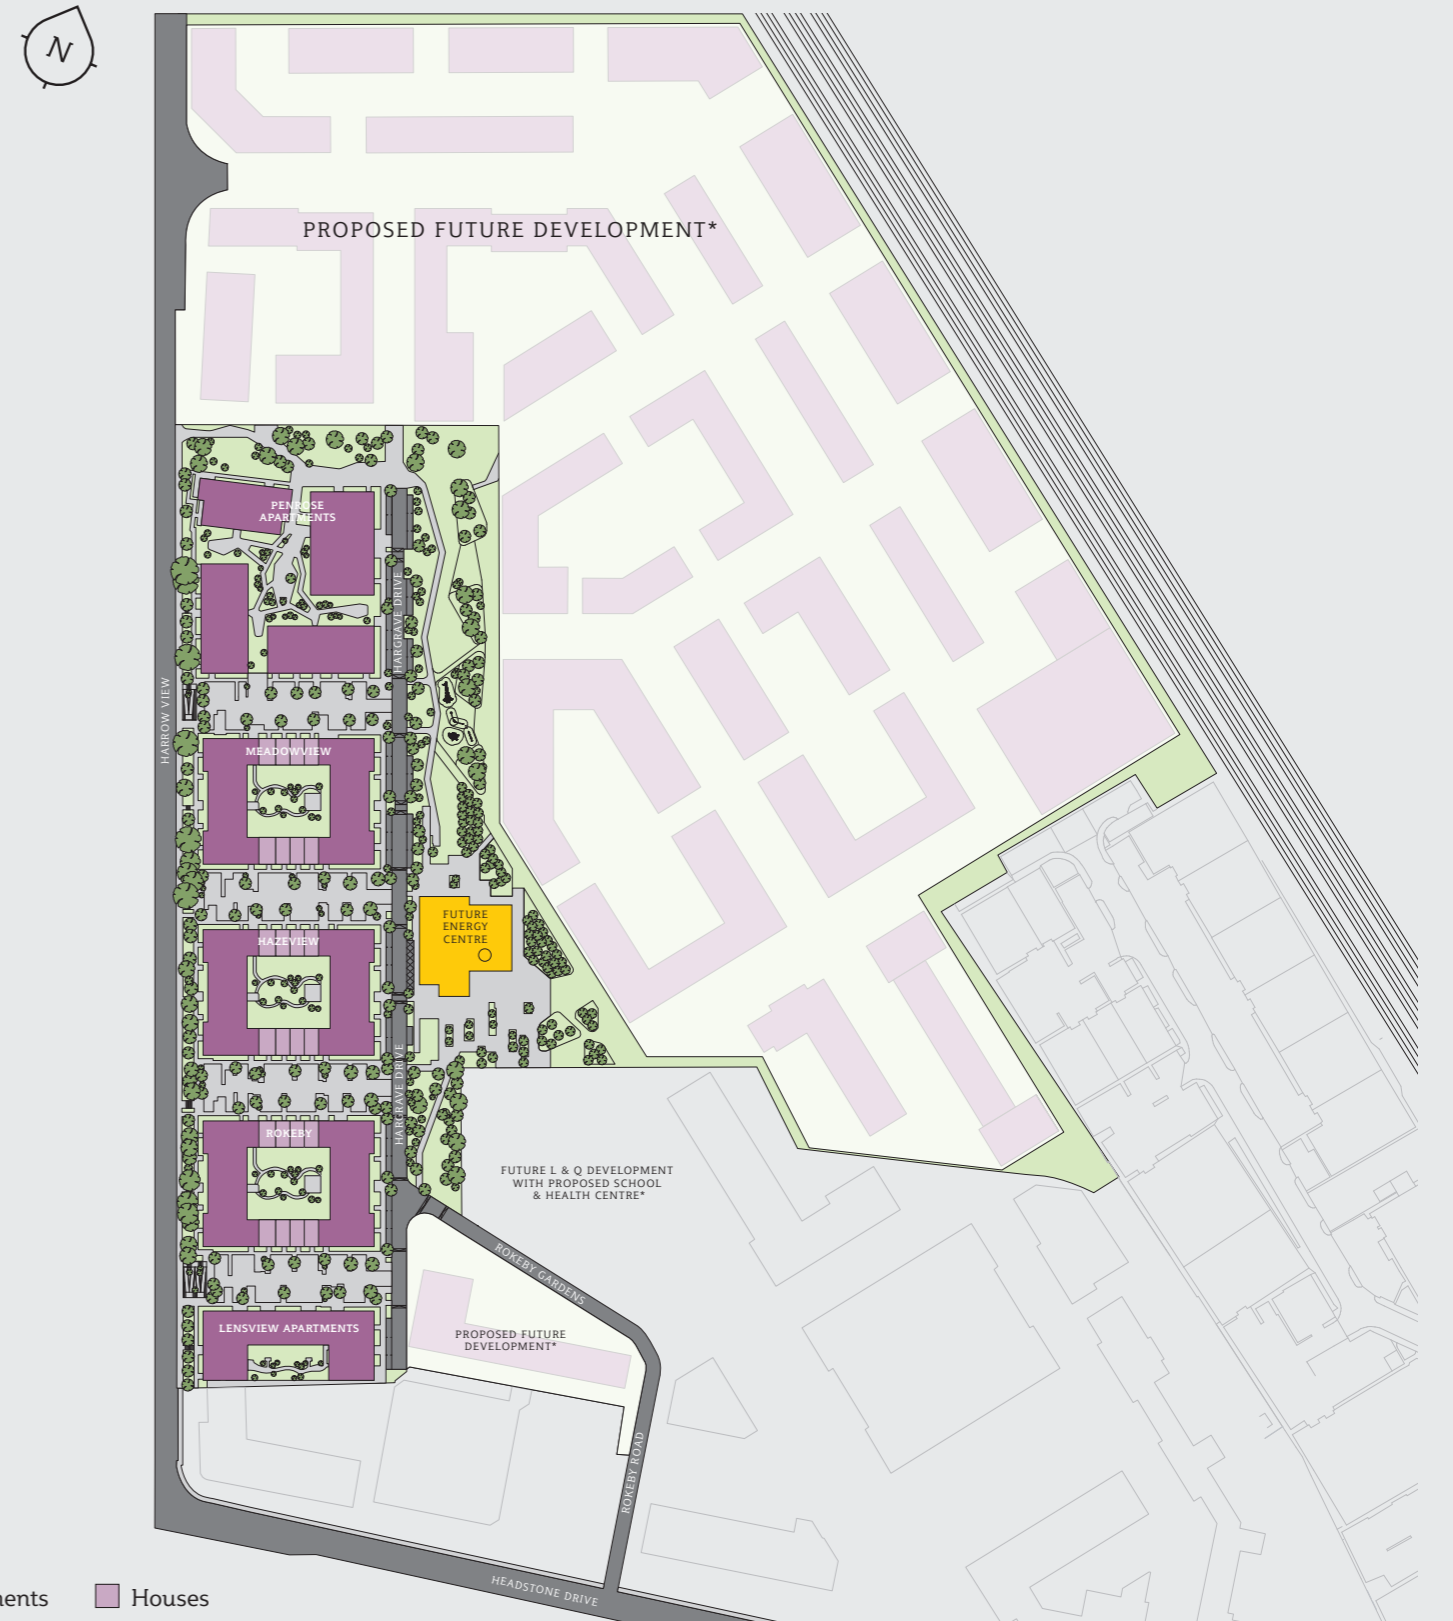 N
PROPOSED FUTURE DEVELOPMENT*
PENROSE
APARTMENTS
HARGRAVE DRIVE
HARROW VIEW
MEADOWVIEW
FUTURE
ENERGY
CENTRE
HAZEVIEW
HARGRAVE DRIVE
ROKEBY
FUTURE L & Q DEVELOPMENT
WITH PROPOSED SCHOOL
& HEALTH CENTRE*
ROKEBY GARDENS
LENSVIEW APARTMENTS
PROPOSED FUTURE
DEVELOPMENT*
ROKEBY ROAD
HEADSTONE DRIVE
Houses